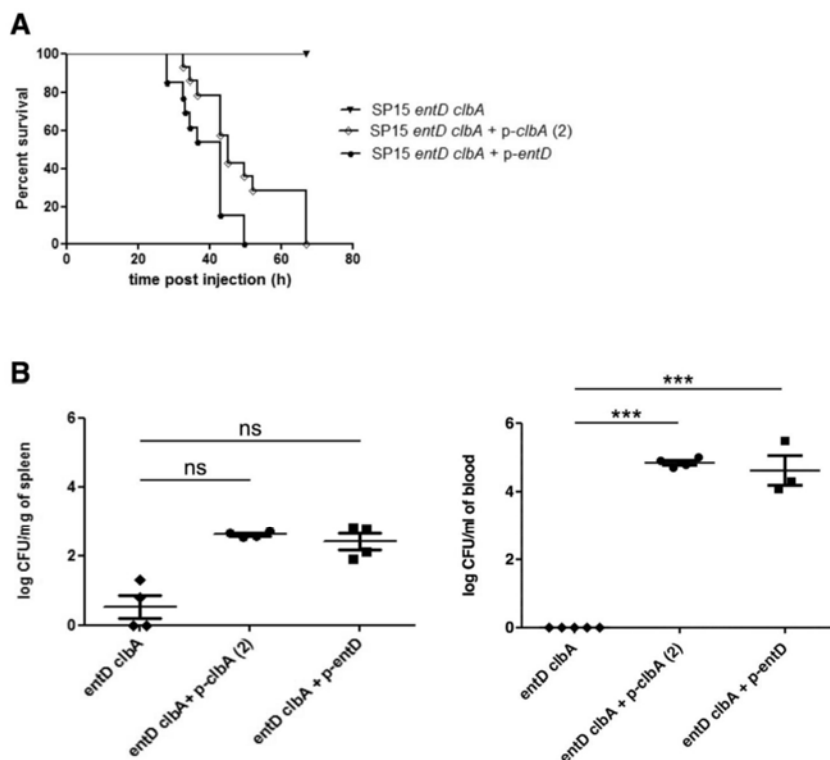 A
100
80
60
40
20
0
Percent survival
0 20 40 60 80
time post injection (h)
SP15 entD clbA
SP15 entD clbA + p-clbA (2)
SP15 entD clbA + p-entD
B
6
4
2
0
log CFU/mg of spleen
ns
ns
entD clbA
entD clbA + p-clbA (2)
entD clbA + p-entD
6
4
2
0
log CFU/ml of blood
***
***
entD clbA
entD clbA + p-clbA (2)
entD clbA + p-entD